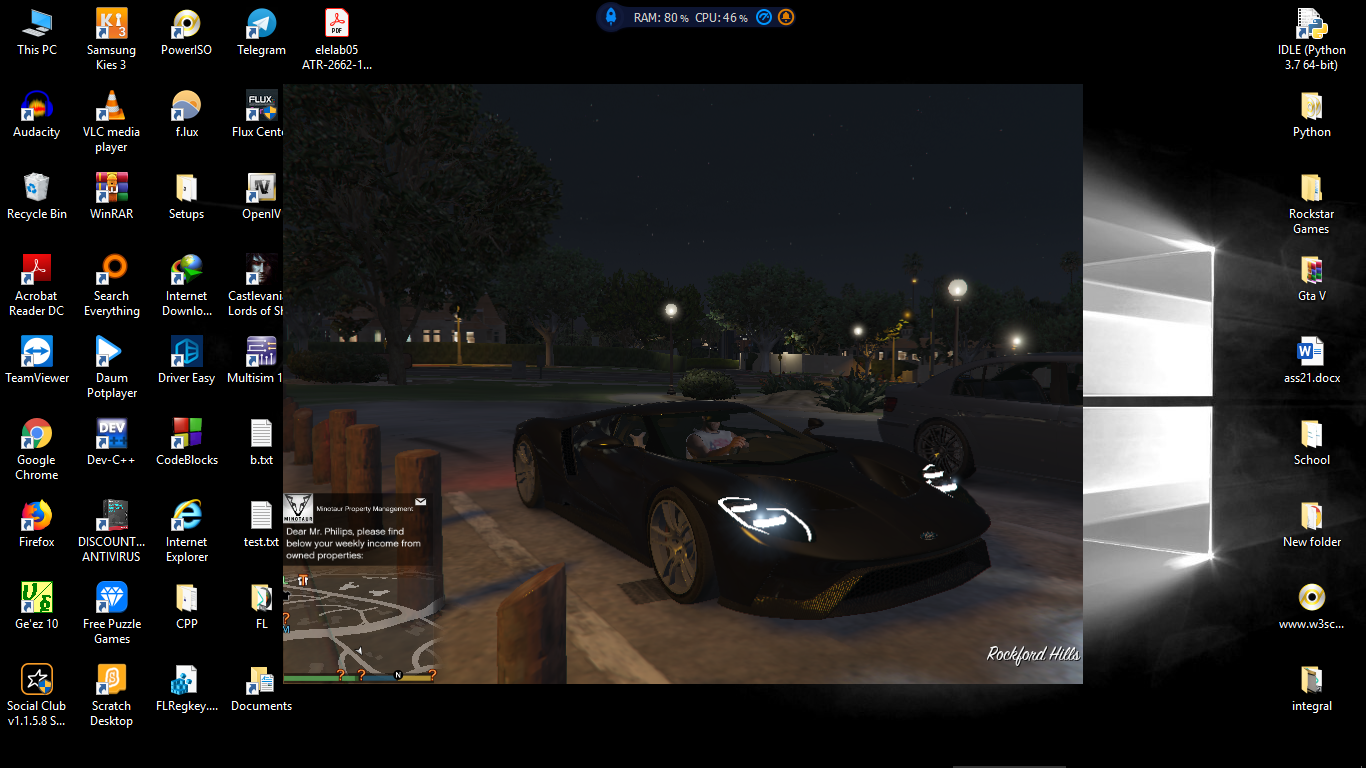 RAM: 80 % CPU: 46 %
This PC
Samsung
Kies 3
PowerISO
Telegram
PDF
elelab05
ATR-2662-1...
IDLE (Python
3.7 64-bit)
Audacity
VLC media
player
f.lux
FLUX
Flux Cent
Python
Recycle Bin
WinRAR
Setups
OpenIV
Rockstar
Games
Acrobat
Reader DC
Search
Everything
Internet
Downlo...
Castlevani
Lords of Sh
Gta V
TeamViewer
Daum
Potplayer
Driver Easy
Multisim 1
ass21.docx
Google
Chrome
DEV
Dev-C++
CodeBlocks
b.txt
School
Firefox
DISCOUNT...
ANTIVIRUS
Internet
Explorer
test.txt
New folder
MINOTAUR
Minotaur Property Management
Dear Mr. Philips, please find
below your weekly income from
owned properties:
Ge'ez 10
Free Puzzle
Games
CPP
FL
www.w3sc...
N
Rockford Hills
Social Club
v1.1.5.8 S...
Scratch
Desktop
FLRegkey....
Documents
integral